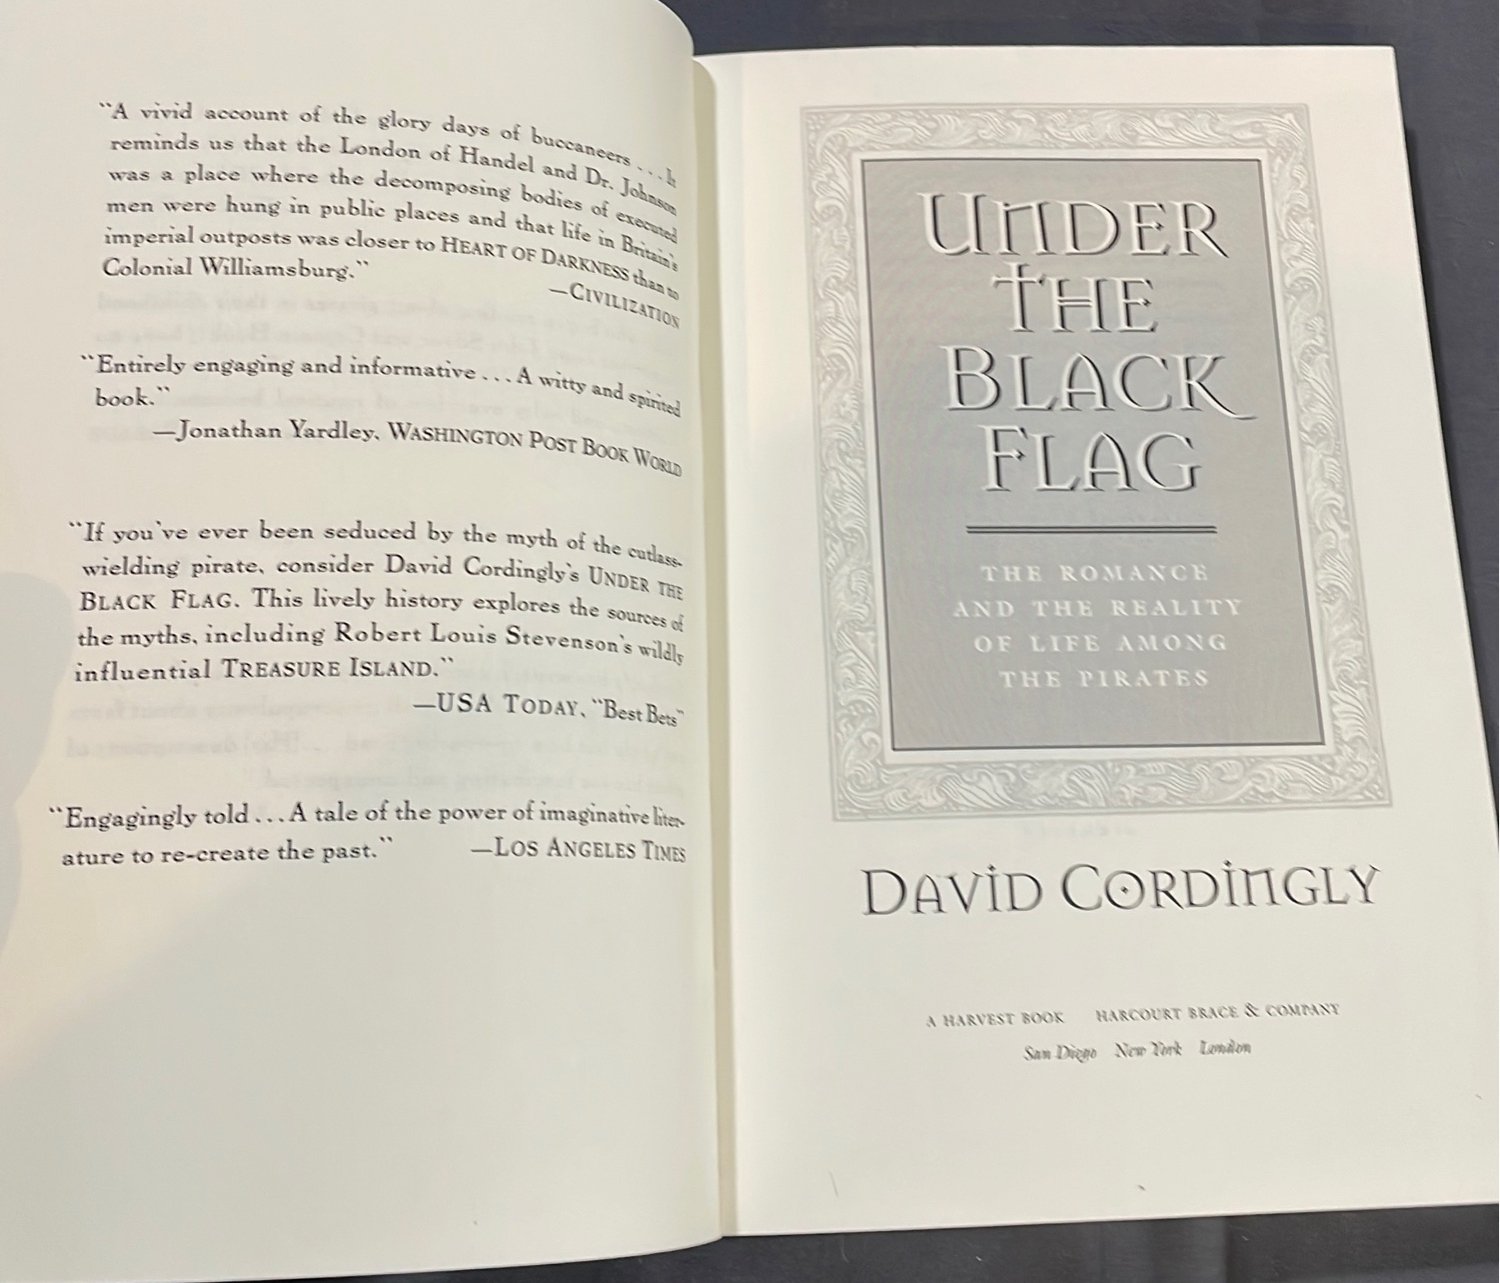 “A vivid account of the glory days of buccaneers . . . It
reminds us that the London of Handel and Dr. Johnson
was a place where the decomposing bodies of executed
men were hung in public places and that life in Britain's
imperial outposts was closer to HEART OF DARKNESS than to
Colonial Williamsburg.”
—CIVILIZATION
“Entirely engaging and informative . . . A witty and spirited
book.”
—Jonathan Yardley, WASHINGTON POST BOOK WORLD
“If you've ever been seduced by the myth of the cutlass-
wielding pirate, consider David Cordingly's UNDER THE
BLACK FLAG. This lively history explores the sources of
the myths, including Robert Louis Stevenson's wildly
influential TREASURE ISLAND.”
—USA TODAY, “Best Bets”
“Engagingly told . . . A tale of the power of imaginative liter-
ature to re-create the past.” —LOS ANGELES TIMES
UNDER
THE
BLACK
FLAG
THE ROMANCE
AND THE REALITY
OF LIFE AMONG
THE PIRATES
DAVID CORDINGLY
A HARVEST BOOK HARCOURT BRACE & COMPANY
San Diego New York London